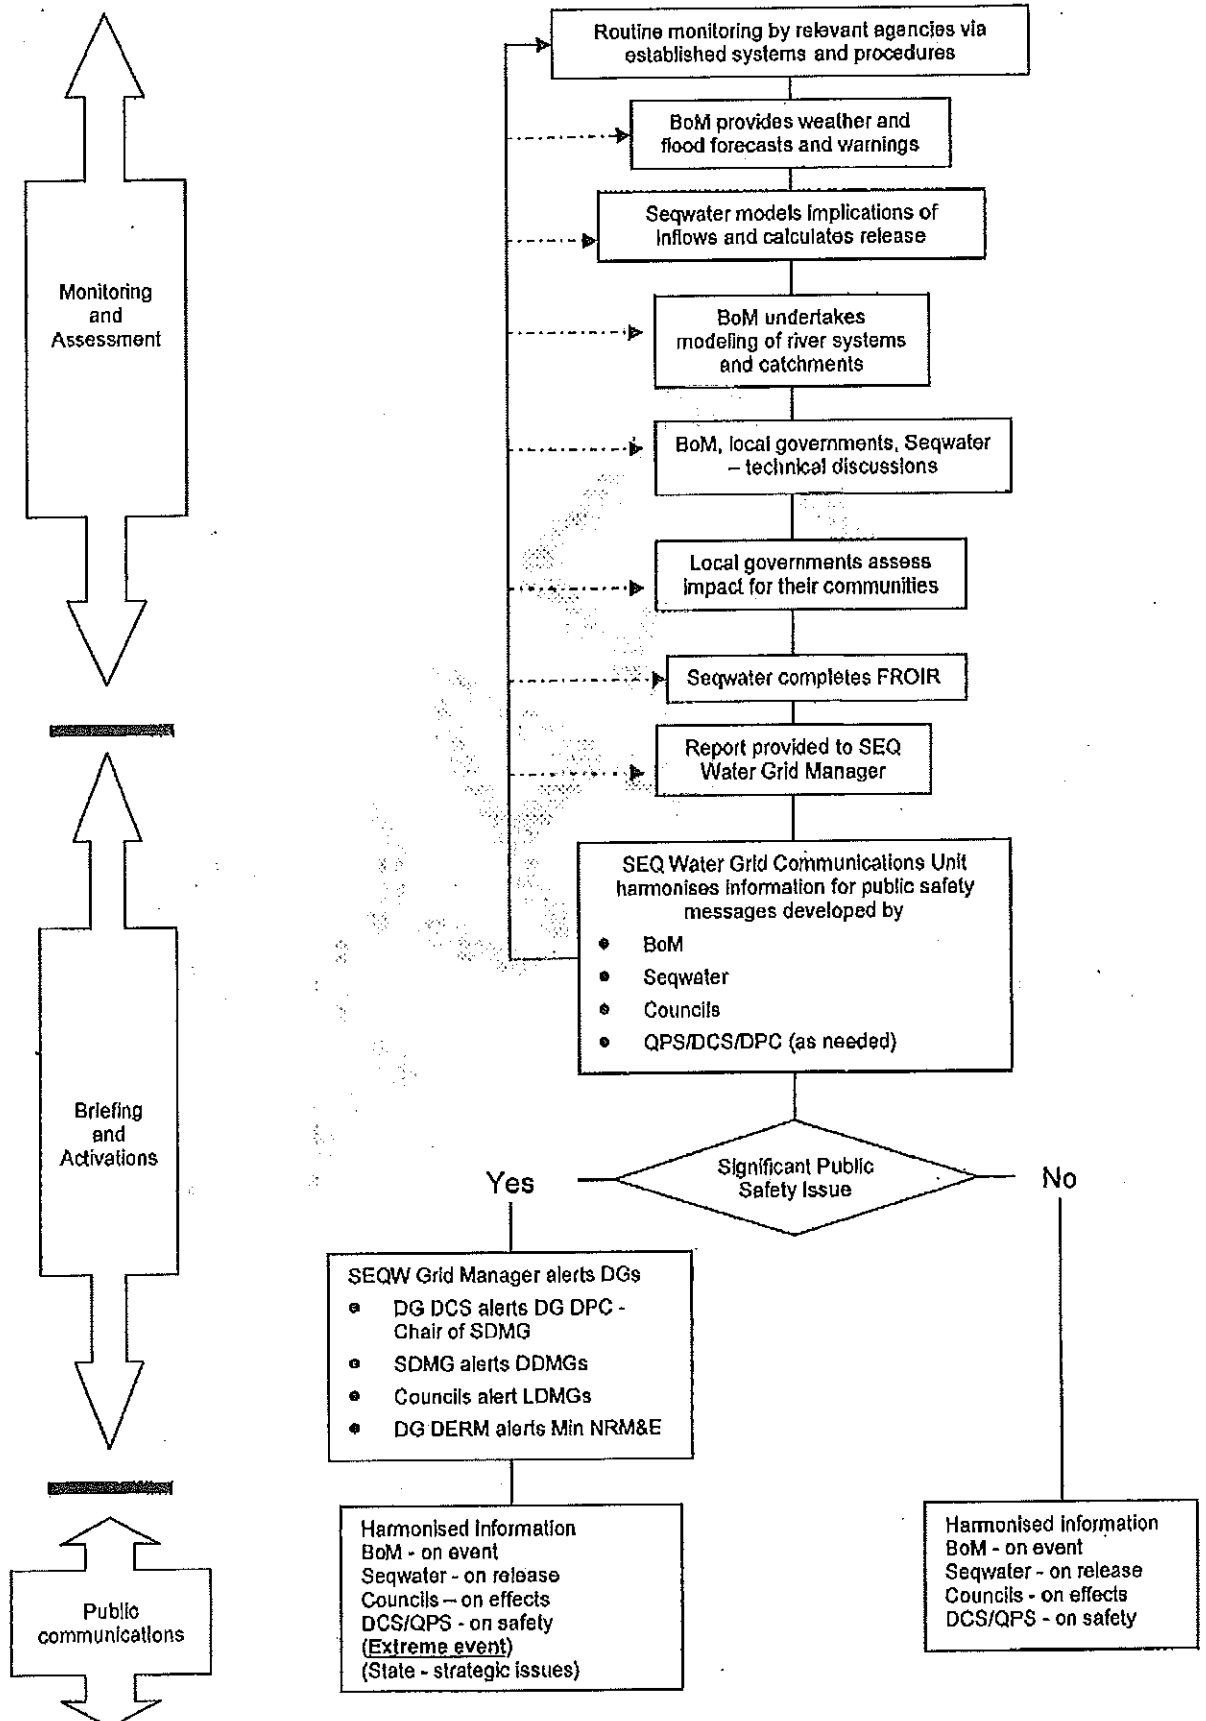 Routine monitoring by relevant agencies via
established systems and procedures
BoM provides weather and
flood forecasts and warnings
Seqwater models implications of
inflows and calculates release
Monitoring
and
Assessment
BoM undertakes
modeling of river systems
and catchments
BoM, local governments, Seqwater
– technical discussions
Local governments assess
impact for their communities
Seqwater completes FROIR
Report provided to SEQ
Water Grid Manager
SEQ Water Grid Communications Unit
harmonises information for public safety
messages developed by
• BoM
• Seqwater
• Councils
• QPS/DCS/DPC (as needed)
Briefing
and
Activations
Significant Public
Safety Issue
Yes
No
SEQW Grid Manager alerts DGs
• DG DCS alerts DG DPC -
Chair of SDMG
• SDMG alerts DDMGs
• Councils alert LDMGs
• DG DERM alerts Min NRM&E
Public
communications
Harmonised Information
BoM - on event
Seqwater - on release
Councils – on effects
DCS/QPS - on safety
(Extreme event)
(State - strategic issues)
Harmonised information
BoM - on event
Seqwater - on release
Councils - on effects
DCS/QPS - on safety